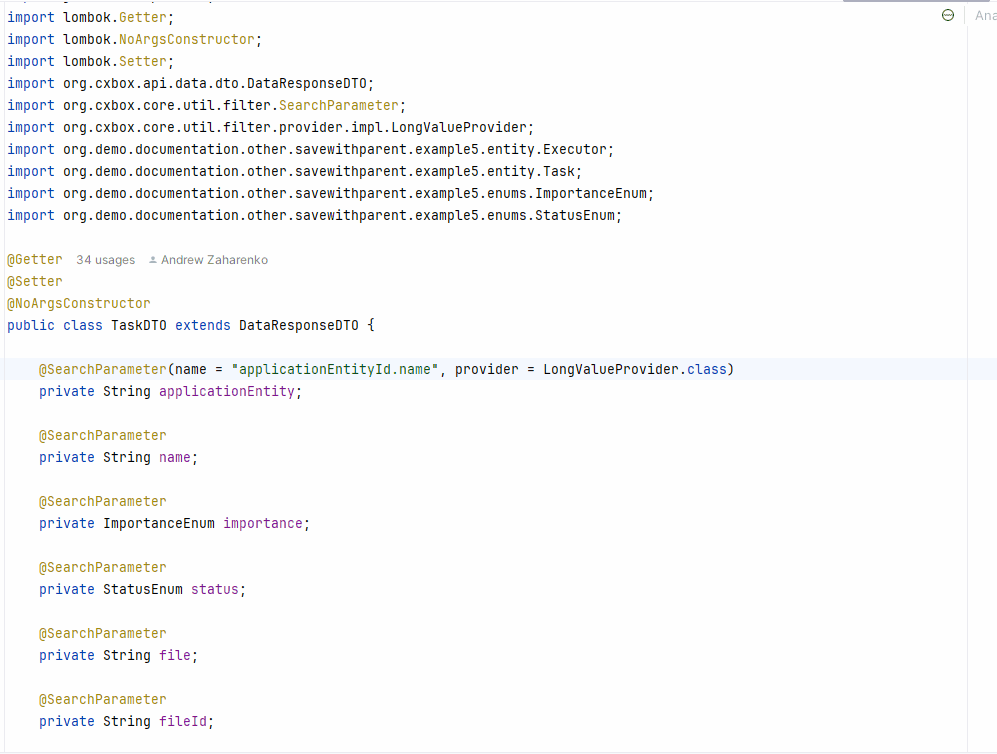 import lombok.Getter;
Ana
import lombok.NoArgsConstructor;
import lombok.Setter;
import org.cxbox.api.data.dto.DataResponseDTO;
import org.cxbox.core.util.filter.SearchParameter;
import org.cxbox.core.util.filter.provider.impl.LongValueProvider;
import org.demo.documentation.other.savewithparent.example5.entity.Executor;
import org.demo.documentation.other.savewithparent.example5.entity.Task;
import org.demo.documentation.other.savewithparent.example5.enums.ImportanceEnum;
import org.demo.documentation.other.savewithparent.example5.enums.StatusEnum;
@Getter 34 usages Andrew Zaharenko
@Setter
@NoArgsConstructor
public class TaskDTO extends DataResponseDTO {
@SearchParameter(name = "applicationEntityId.name", provider = LongValueProvider.class)
private String applicationEntity;
@SearchParameter
private String name;
@SearchParameter
private ImportanceEnum importance;
@SearchParameter
private StatusEnum status;
@SearchParameter
private String file;
@SearchParameter
private String fileId;